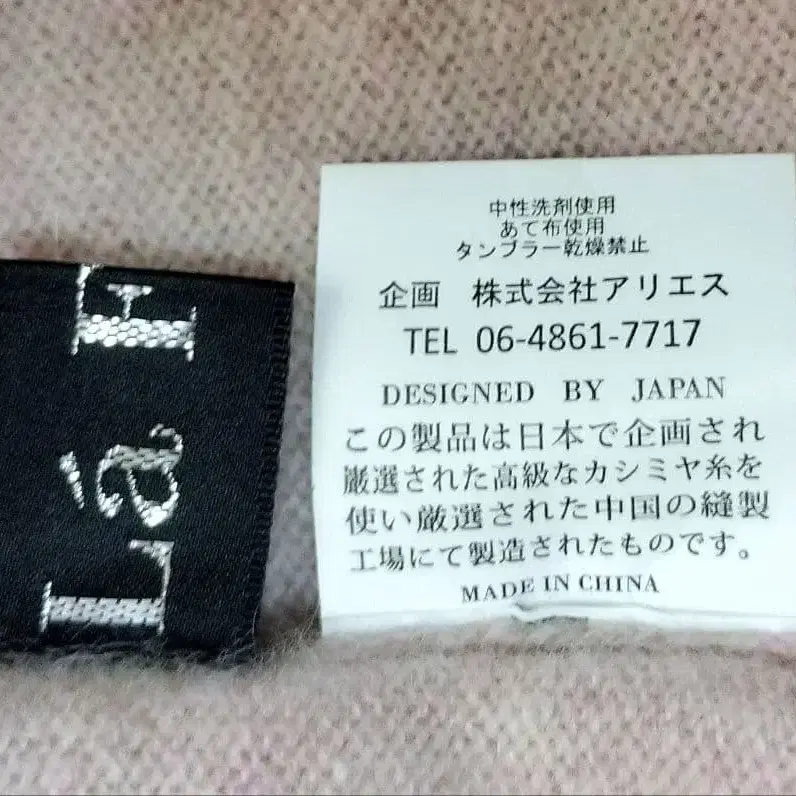 Lá F
中性洗剤使用
あて布使用
タンブラー乾燥禁止
企画 株式会社アリエス
TEL 06-4861-7717
DESIGNED BY JAPAN
この製品は日本で企画され
厳選された高級なカシミヤ糸を
使い厳選された中国の縫製
工場にて製造されたものです。
MADE IN CHINA